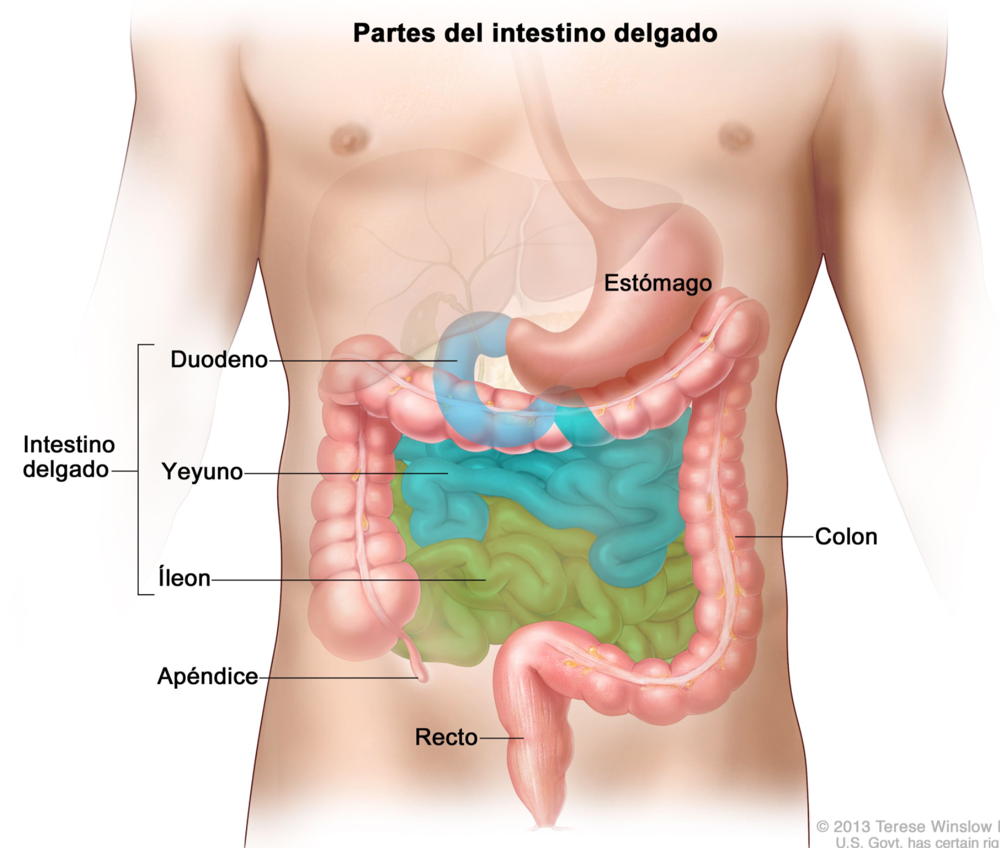 Partes del intestino delgado
Estómago
Duodeno
Intestino
delgado
Yeyuno
Colon
Íleon
Apéndice
Recto
© 2013 Terese Winslow
U.S. Govt. has certain